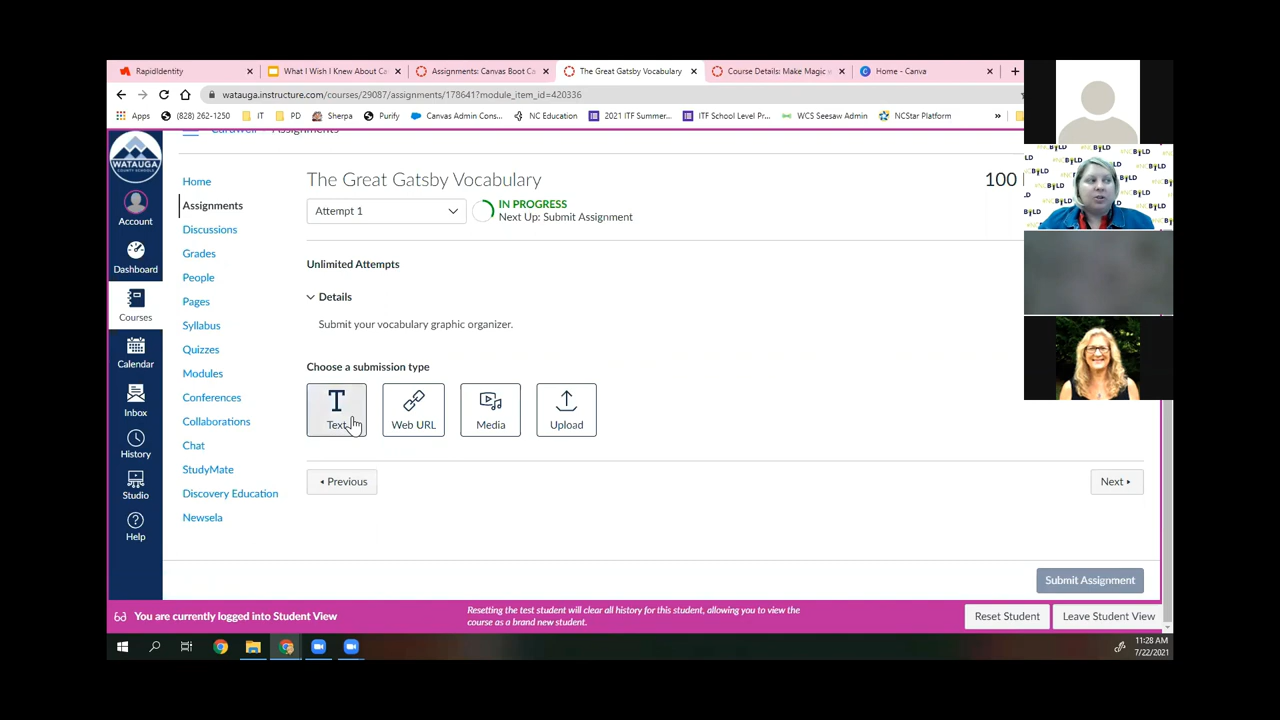 RapidIdentity
What I Wish I Knew About Ca
Assignments: Canvas Boot Ca
The Great Gatsby Vocabulary
Course Details: Make Magic w
Home - Canva
watauga.instructure.com/courses/29087/assignments/178641?module_item_id=420336
Apps
(828) 262-1250
IT
PD
Sherpa
Purify
Canvas Admin Cons...
NC Education
2021 ITF Summer...
ITF School Level Pr...
WCS Seesaw Admin
NCStar Platform
»
WATAUGA
COUNTY SCHOOLS
Account
Dashboard
Courses
Calendar
Inbox
History
Studio
Help
Assignments
Home
Assignments
Discussions
Grades
People
Pages
Syllabus
Quizzes
Modules
Conferences
Collaborations
Chat
StudyMate
Discovery Education
Newsela
The Great Gatsby Vocabulary
100
Attempt 1
IN PROGRESS
Next Up: Submit Assignment
Unlimited Attempts
Details
Submit your vocabulary graphic organizer.
Choose a submission type
T
Text
Web URL
Media
Upload
Previous
Next
Submit Assignment
You are currently logged into Student View
Resetting the test student will clear all history for this student, allowing you to view the
course as a brand new student.
Reset Student
Leave Student View
11:28 AM
7/22/2021
#NCBOLD